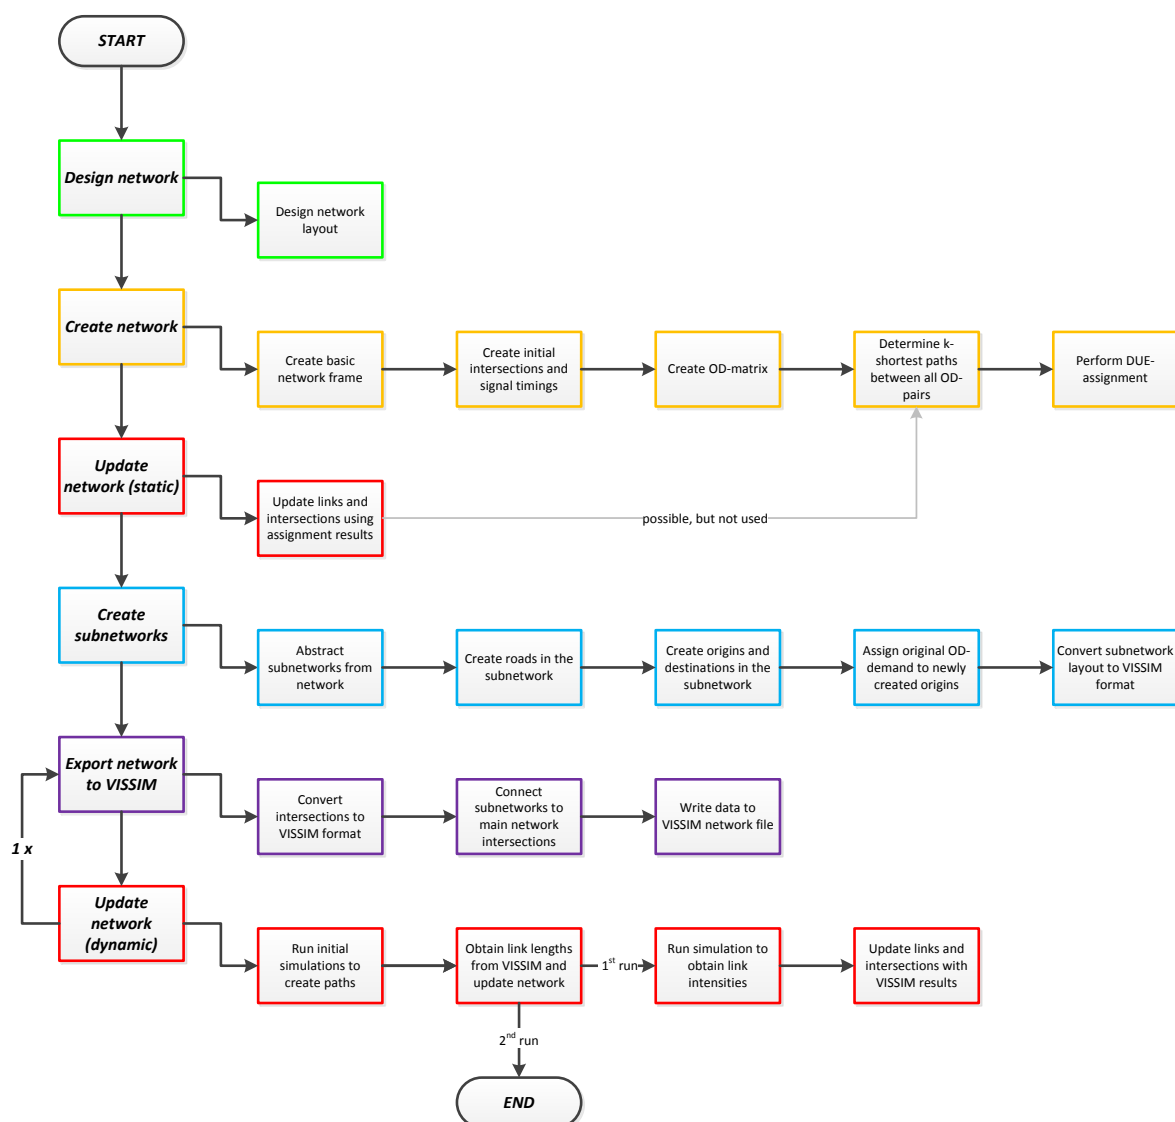 START
Design network
Design network
layout
Create network
Create basic
network frame
Create initial
intersections and
signal timings
Create OD-matrix
Determine k-
shortest paths
between all OD-
pairs
Perform DUE-
assignment
Update
network (static)
Update links and
intersections using
assignment results
possible, but not used
Create
subnetworks
Abstract
subnetworks from
network
Create roads in the
subnetwork
Create origins and
destinations in the
subnetwork
Assign original OD-
demand to newly
created origins
Convert subnetwork
layout to VISSIM
format
Export network
to VISSIM
Convert
intersections to
VISSIM format
Connect
subnetworks to
main network
intersections
Write data to
VISSIM network file
1 x
Update
network
(dynamic)
Run initial
simulations to
create paths
Obtain link lengths
from VISSIM and
update network
1st run
Run simulation to
obtain link
intensities
Update links and
intersections with
VISSIM results
2nd run
END